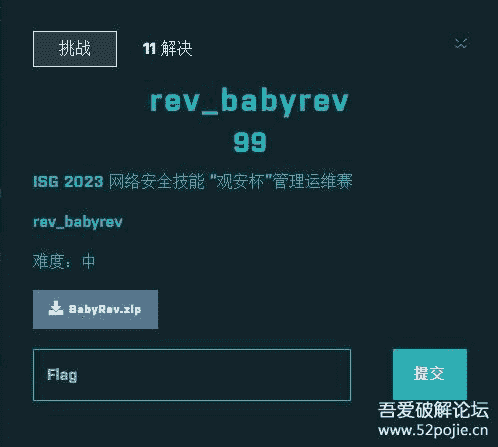 挑战
11 解决
rev_babyrev
99
ISG 2023 网络安全技能 “观安杯”管理运维赛
rev_babyrev
难度：中
BabyRev.zip
Flag
提交
吾爱破解论坛
www.52pojie.cn